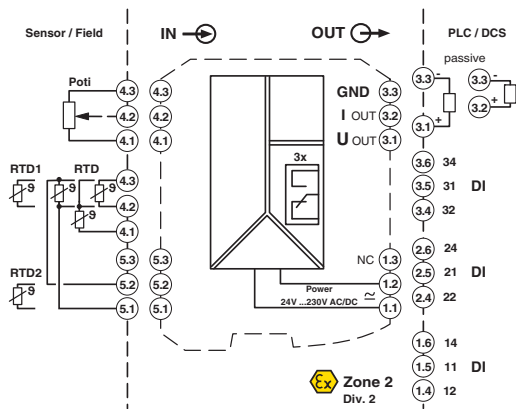 Sensor / Field
IN
OUT
PLC / DCS
passive
Poti
4.3
4.2
4.1
4.3
4.2
4.1
GND
3.3
I OUT
3.2
U OUT
3.1
3.3
-
3.1
+
3.3
-
3.2
+
3x
RTD1
RTD
ϑ
ϑ
ϑ
ϑ
4.3
4.2
4.1
3.6
34
3.5
31
DI
3.4
32
5.3
5.2
5.1
RTD2
ϑ
5.3
5.2
5.1
NC
1.3
Power
1.2
24V ...230V AC/DC
1.1
2.6
24
2.5
21
DI
2.4
22
1.6
14
1.5
11
DI
1.4
12
Ex
Zone 2
Div. 2